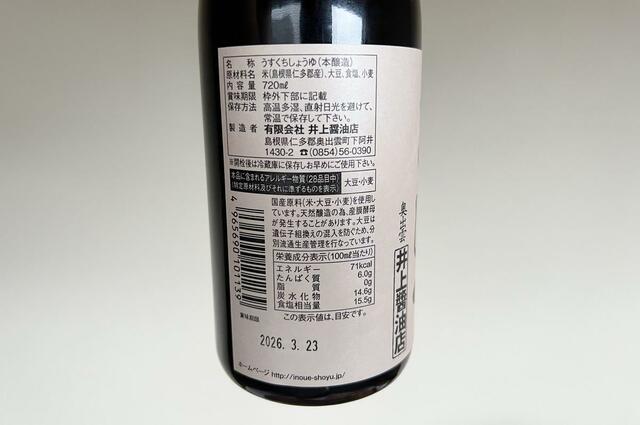 名称 うすくちしょうゆ(本醸造)
原材料名 米(島根県仁多郡産)、大豆、食塩、小麦
内容量 720mℓ
賞味期限 枠外下部に記載
保存方法 高温多湿、直射日光を避けて、
常温で保存して下さい。
製造者 有限会社 井上醤油店
島根県仁多郡奥出雲町下阿井
1430-2 ☎(0854)56-0390
※開栓後は冷蔵庫に保存しお早めにご使用下さい。
本品に含まれるアレルギー物質(28品目中)
(特定原材料及びそれに準ずるものを表示)
大豆・小麦
国産原料(米・大豆・小麦)を使用し
ています。天然醸造の為、産膜酵母
が発生することがあります。大豆は
遺伝子組換えの混入を防ぐため、分
別流通生産管理を行なっています。
栄養成分表示(100mℓ当たり)
エネルギー 71kcal
たんぱく質 6.0g
脂質 0g
炭水化物 14.6g
食塩相当量 15.5g
この表示値は、目安です。
4965690101139
賞味期限
2026. 3. 23
ホームページ http://inoue-shoyu.jp/
奥出雲
井上醤油店